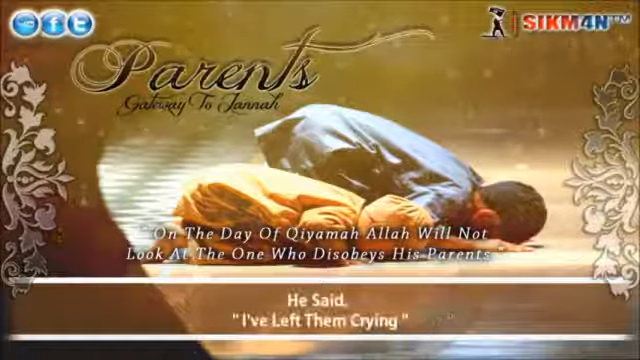 SIKM4N™
Parents
Gateway To Jannah
"On The Day Of Qiyamah Allah Will Not
Look At The One Who Disobeys His Parents"
He Said.
"I've Left Them Crying "